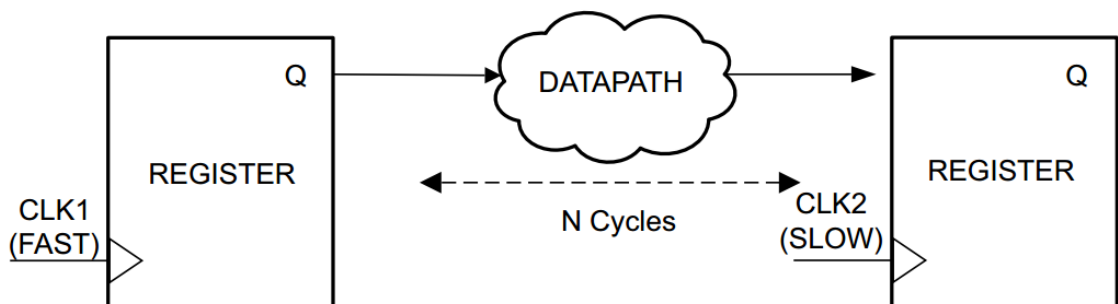 Q
DATAPATH
Q
REGISTER
REGISTER
CLK1
(FAST)
N Cycles
CLK2
(SLOW)